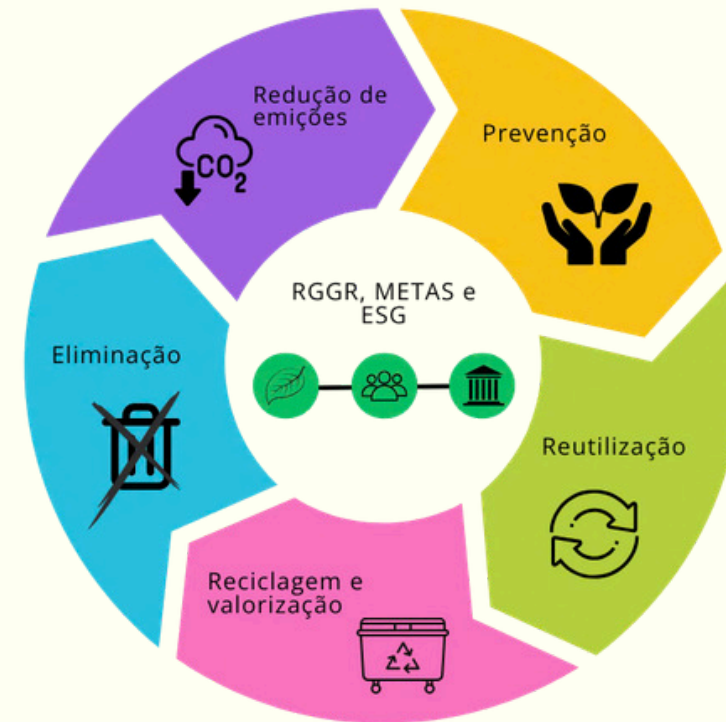 Redução de
emições
Prevenção
CO2
RGGR, METAS e
ESG
Eliminação
Reutilização
Reciclagem e
valorização